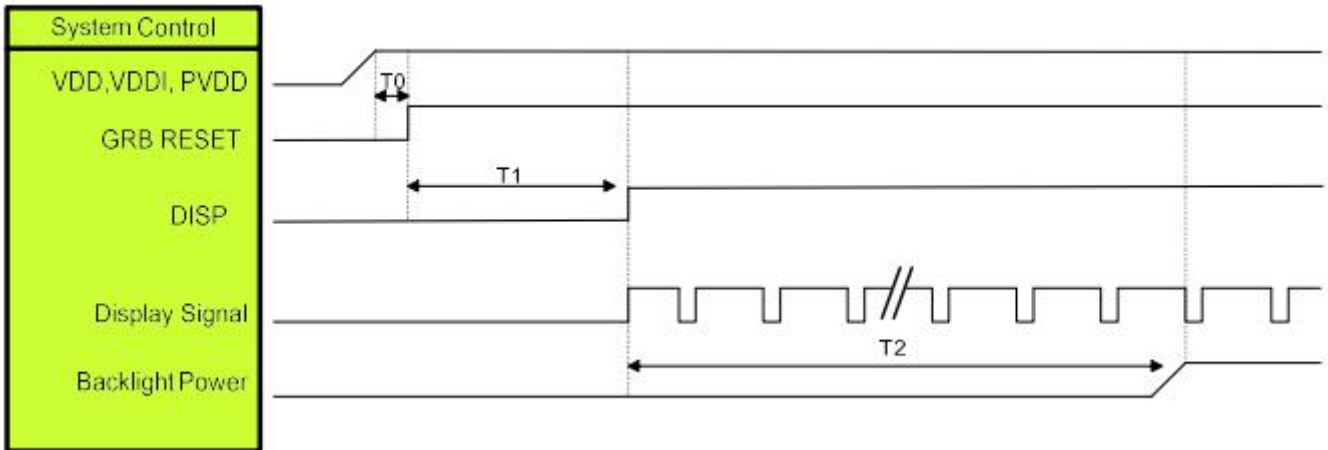 System Control
VDD,VDDI, PVDD
T0
GRB RESET
T1
DISP
Display Signal
T2
Backlight Power